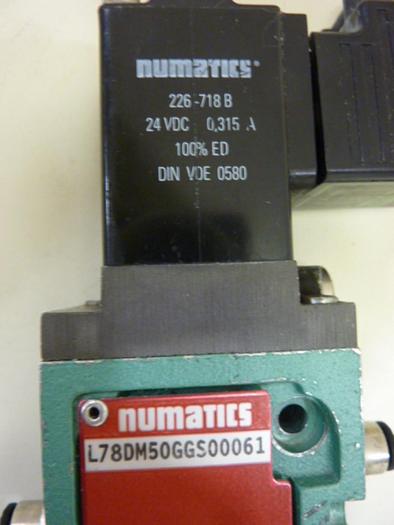 numatics®
226-718 B
24 VDC 0,315 A
100% ED
DIN VDE 0580
numatics
L78DM50GGS00061